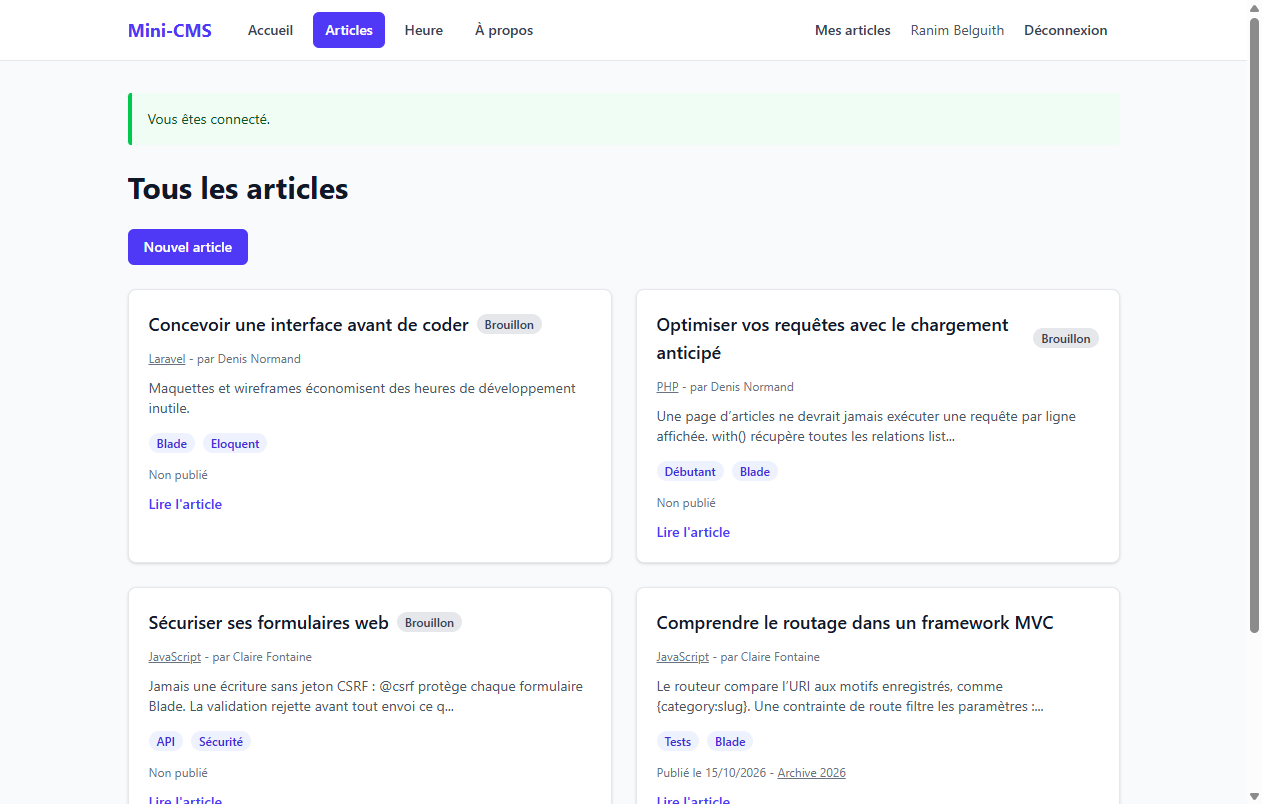 Mini-CMS Accueil Articles Heure À propos Mes articles Ranim Belguith Déconnexion
Vous êtes connecté.
Tous les articles
Nouvel article
Concevoir une interface avant de coder Brouillon
Laravel - par Denis Normand
Maquettes et wireframes économisent des heures de développement
inutile.
Blade Eloquent
Non publié
Lire l'article
Optimiser vos requêtes avec le chargement
anticipé
Brouillon
PHP - par Denis Normand
Une page d’articles ne devrait jamais exécuter une requête par ligne
affichée. with() récupère toutes les relations list...
Débutant Blade
Non publié
Lire l'article
Sécuriser ses formulaires web Brouillon
JavaScript - par Claire Fontaine
Jamais une écriture sans jeton CSRF : @csrf protège chaque formulaire
Blade. La validation rejette avant tout envoi ce q...
API Sécurité
Non publié
Lire l'article
Comprendre le routage dans un framework MVC
JavaScript - par Claire Fontaine
Le routeur compare l’URI aux motifs enregistrés, comme
{category:slug}. Une contrainte de route filtre les paramètres :...
Tests Blade
Publié le 15/10/2026 - Archive 2026
Lire l'article